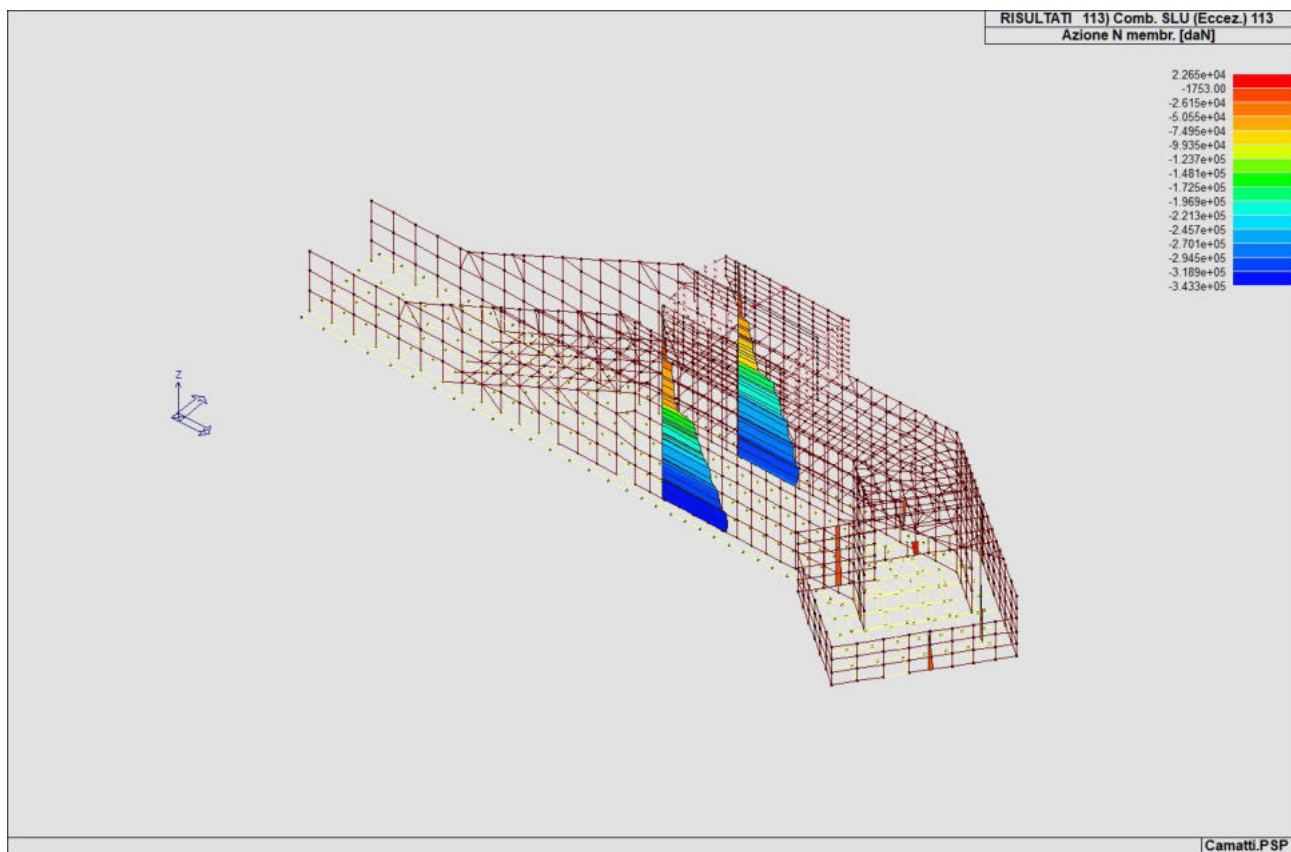 RISULTATI 113) Comb. SLU (Eccez.) 113
Azione N membr. [daN]
2.265e+04
-1753.00
-2.615e+04
-5.055e+04
-7.495e+04
-9.935e+04
-1.237e+05
-1.481e+05
-1.725e+05
-1.969e+05
-2.213e+05
-2.457e+05
-2.701e+05
-2.945e+05
-3.189e+05
-3.433e+05
Z
Camatti.PSP